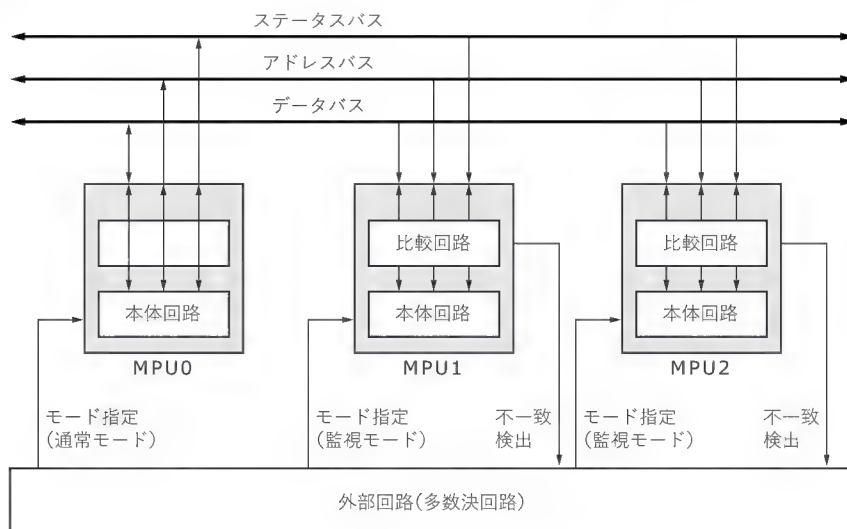 ステータスバス
アドレスバス
データバス
比較回路
比較回路
本体回路
本体回路
本体回路
MPU0
MPU1
MPU2
モード指定
(通常モード)
モード指定
(監視モード)
不一致
検出
モード指定
(監視モード)
不一致
検出
外部回路(多数決回路)